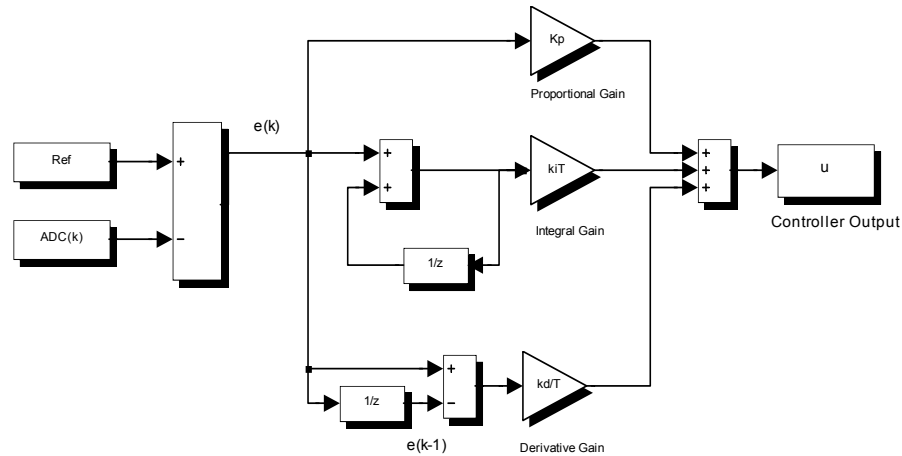 Kp
Proportional Gain
e(k)
Ref
+
+
+
kiT
+
+
+
u
ADC(k)
−
Integral Gain
Controller Output
1/z
+
kd/T
1/z
−
e(k-1)
Derivative Gain